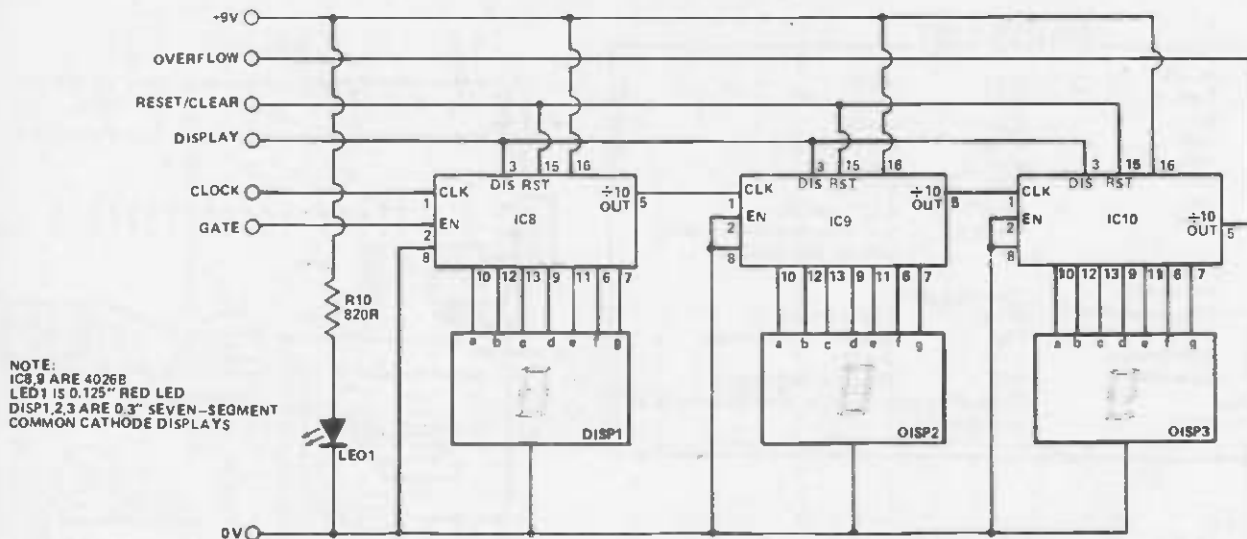 +9V
OVERFLOW
RESET/CLEAR
DISPLAY
CLOCK
GATE
3 15 16
DIS RST
CLK
÷10
OUT
1
5
EN
IC8
2
8
10 12 13 9 11 6 7
a b c d e f g
DISP1
3 15 16
DIS RST
CLK
÷10
OUT
1
5
EN
IC9
2
8
10 12 13 9 11 6 7
a b c d e f g
OISP2
3 15 16
DIS RST
CLK
÷10
OUT
1
5
EN
IC10
2
8
10 12 13 9 11 6 7
a b c d e f g
OISP3
R10
820R
LEO1
NOTE:
IC8,9 ARE 4026B
LED1 IS 0.125" RED LED
DISP1,2,3 ARE 0.3" SEVEN-SEGMENT
COMMON CATHODE DISPLAYS
0V